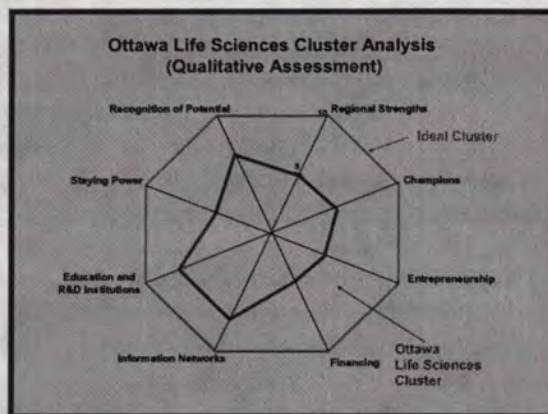 Ottawa Life Sciences Cluster Analysis
(Qualitative Assessment)
Recognition of Potential
10
Regional Strengths
Ideal Cluster
5
Staying Power
Champions
Education and
R&D Institutions
Entrepreneurship
Information Networks
Financing
Ottawa
Life Sciences
Cluster